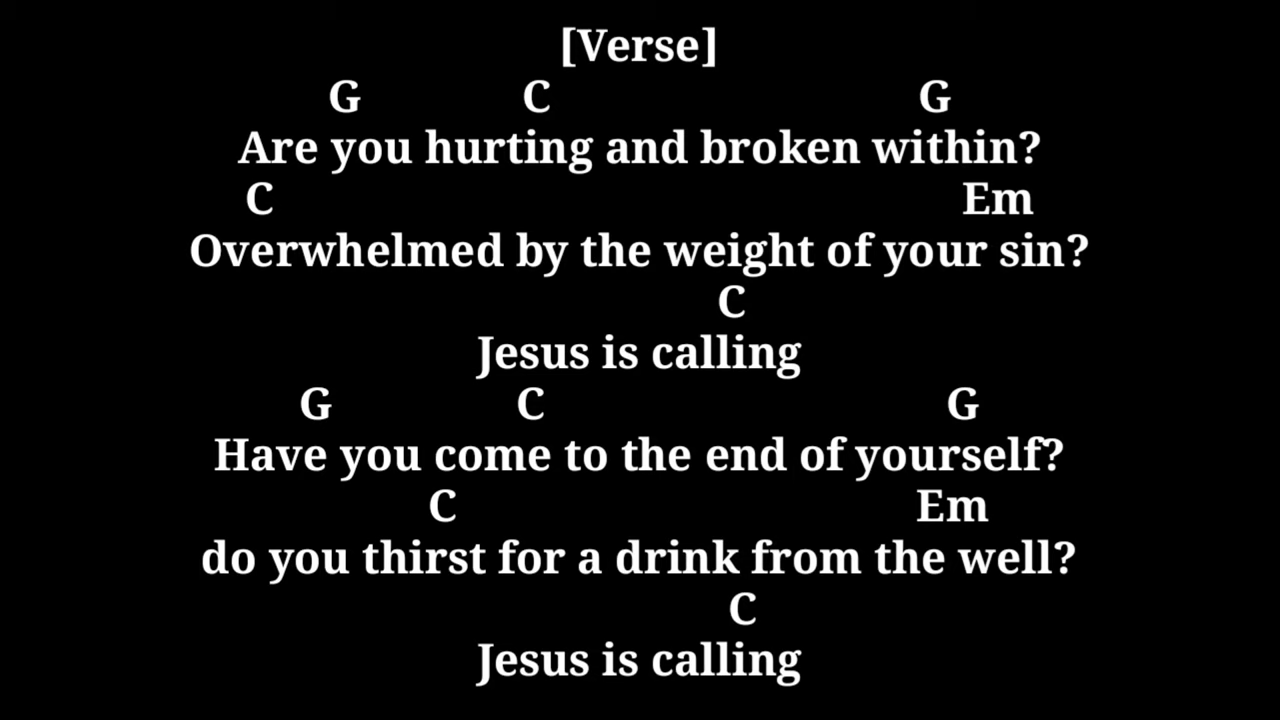 [Verse]
G C G
Are you hurting and broken within?
C Em
Overwhelmed by the weight of your sin?
C
Jesus is calling
G C G
Have you come to the end of yourself?
C Em
do you thirst for a drink from the well?
C
Jesus is calling